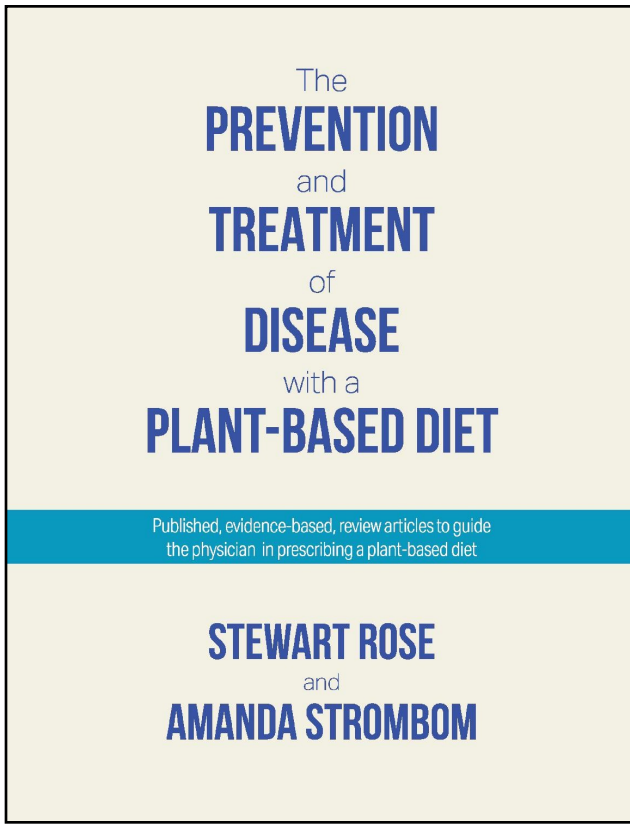 The
PREVENTION
and
TREATMENT
of
DISEASE
with a
PLANT-BASED DIET
Published, evidence-based, review articles to guide
the physician in prescribing a plant-based diet
STEWART ROSE
and
AMANDA STROMBOM